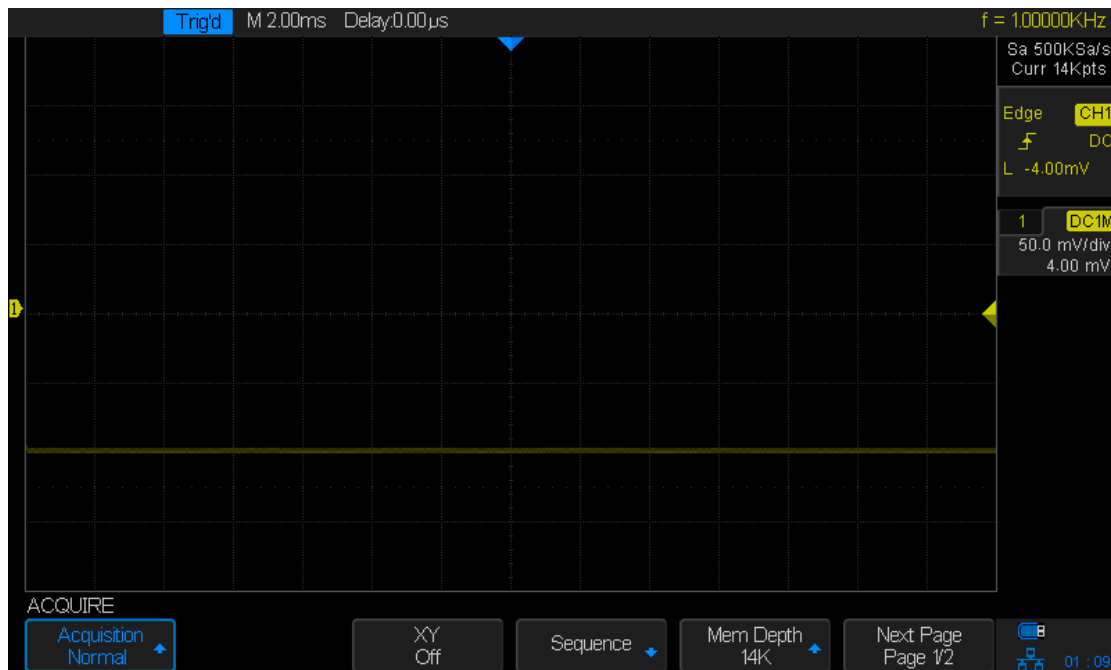 Trig'd M 2.00ms Delay:0.00µs f = 1.00000KHz
Sa 500KSa/s
Curr 14Kpts
Edge CH1
DC
L -4.00mV
1 DC1M
50.0 mV/div
4.00 mV
1
ACQUIRE
Acquisition
Normal
XY
Off
Sequence
Mem Depth
14K
Next Page
Page 1/2
01 : 09